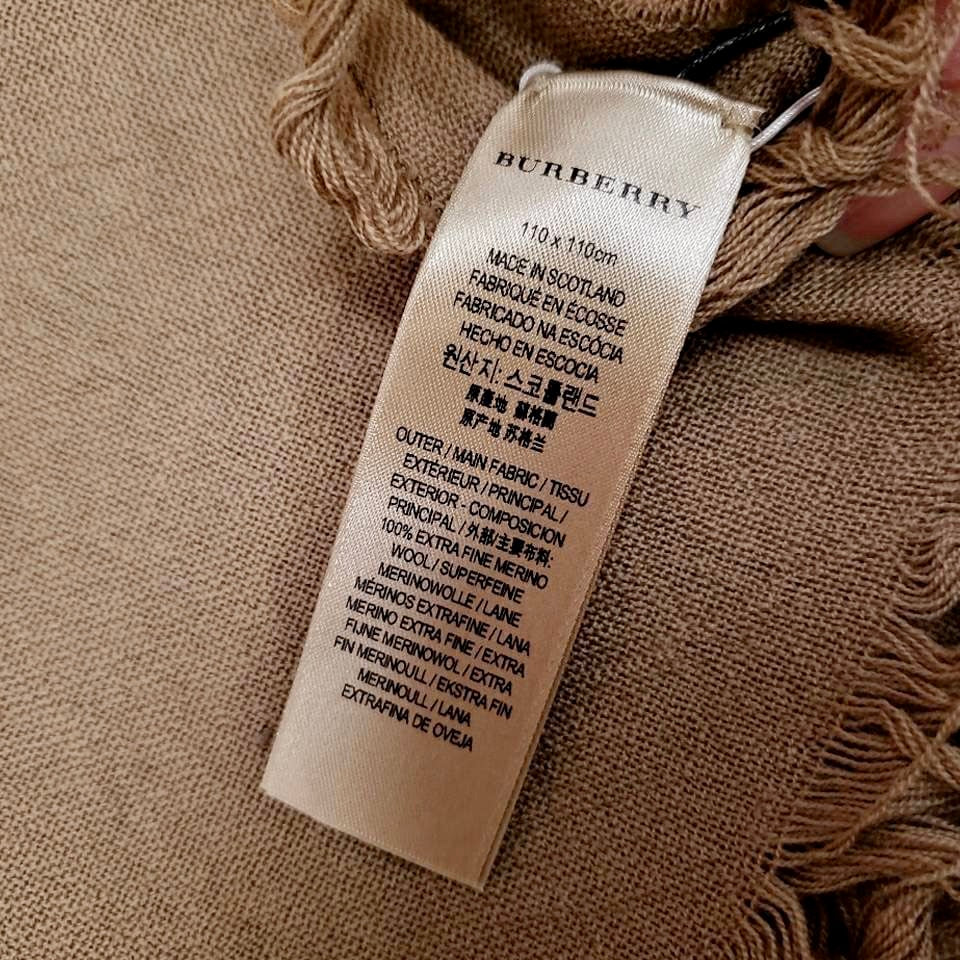 BURBERRY
110 x 110cm
MADE IN SCOTLAND
FABRIQUÉ EN ÉCOSSE
FABRICADO NA ESCÓCIA
HECHO EN ESCOCIA
원산지: 스코틀랜드
原產地 蘇格蘭
原产地 苏格兰
OUTER / MAIN FABRIC / TISSU
EXTÉRIEUR / PRINCIPAL /
EXTERIOR - COMPOSICION
PRINCIPAL / 外部/主要布料:
100% EXTRA FINE MERINO
WOOL / SUPERFEINE
MERINOWOLLE / LAINE
MÉRINOS EXTRAFINE / LANA
MERINO EXTRA FINE / EXTRA
FIJNE MERINOWOL / EXTRA
FIN MERINOULL / EKSTRA FIN
MERINOULL / LANA
EXTRAFINA DE OVEJA